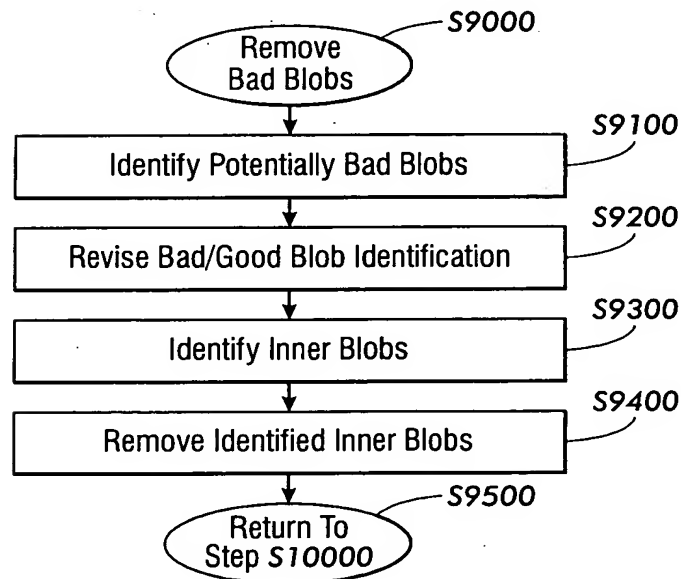 S9000
Remove
Bad Blobs
S9100
Identify Potentially Bad Blobs
S9200
Revise Bad/Good Blob Identification
S9300
Identify Inner Blobs
S9400
Remove Identified Inner Blobs
S9500
Return To
Step S10000